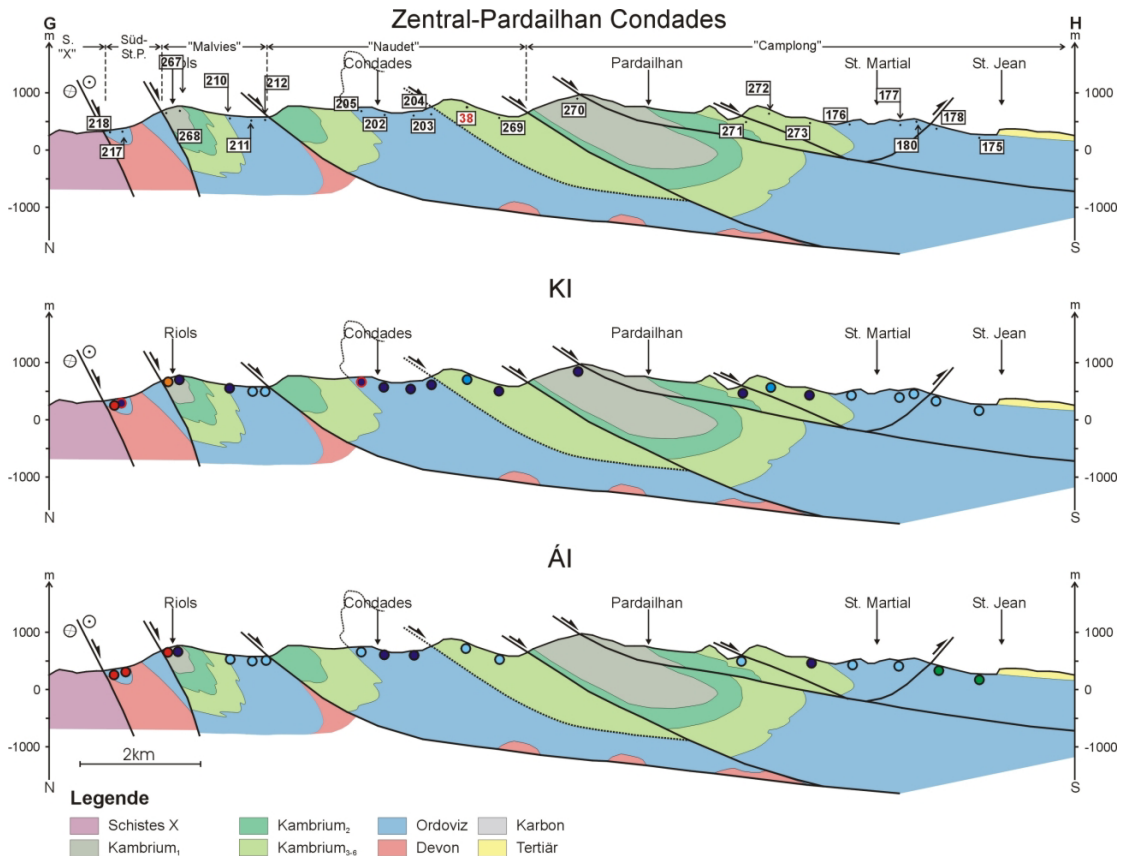 Zentral-Pardailhan Condades
G H
m m
S. "X" Süd-St.P. "Malvies" "Naudet" "Camplong"
267 Condades Pardailhan St. Martial St. Jean
210 212 272 177
1000 205 204 38 270 176 178 1000
218 268 202 203 269 271 273 180
217 211 175
0 0
-1000 -1000
N S
KI
m m
Riols Condades Pardailhan St. Martial St. Jean
1000 1000
0 0
-1000 -1000
N S
ÁI
m m
Riols Condades Pardailhan St. Martial St. Jean
1000 1000
0 0
-1000 -1000
2km
N S
Legende
Schistes X Kambrium2 Ordoviz Karbon
Kambrium1 Kambrium3-6 Devon Tertiär